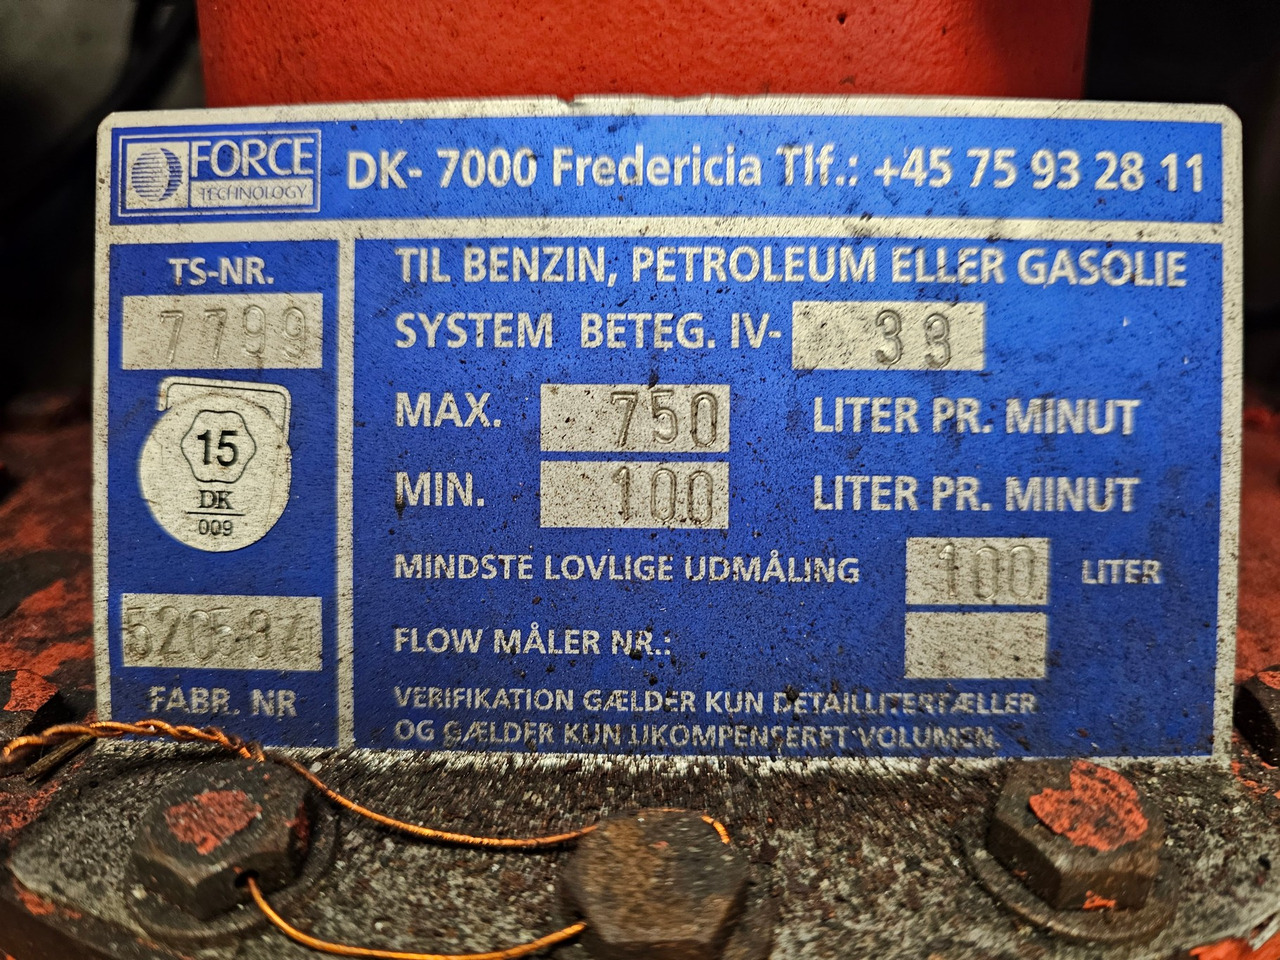 FORCE
TECHNOLOGY
DK- 7000 Fredericia Tlf.: +45 75 93 28 11
TS-NR.
7799
15
DK
009
FABR. NR
TIL BENZIN, PETROLEUM ELLER GASOLIE
SYSTEM BETEG. IV- 33
MAX. 750 LITER PR. MINUT
MIN. 100 LITER PR. MINUT
MINDSTE LOVLIGE UDMÅLING 100 LITER
FLOW MÅLER NR.:
VERIFIKATION GÆLDER KUN DETAILLITERTÆLLER
OG GÆLDER KUN UKOMPENSERET VOLUMEN.